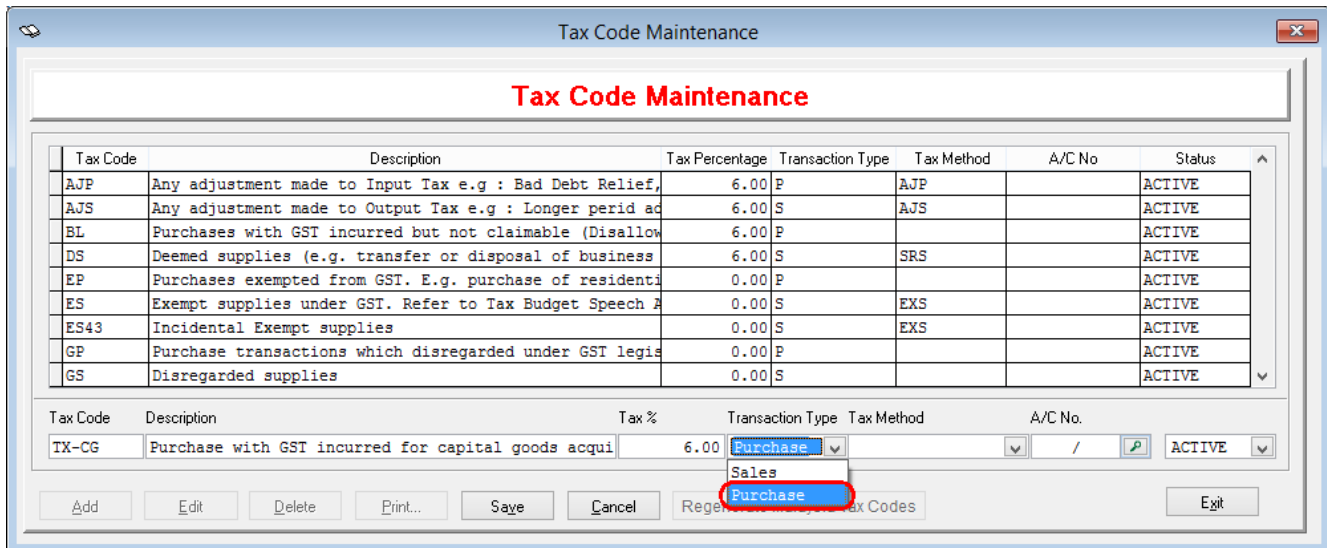 Tax Code Maintenance
Tax Code Maintenance
Tax Code Description Tax Percentage Transaction Type Tax Method A/C No Status
AJP Any adjustment made to Input Tax e.g : Bad Debt Relief, 6.00 P AJP ACTIVE
AJS Any adjustment made to Output Tax e.g : Longer perid ad 6.00 S AJS ACTIVE
BL Purchases with GST incurred but not claimable (Disallow 6.00 P ACTIVE
DS Deemed supplies (e.g. transfer or disposal of business 6.00 S SRS ACTIVE
EP Purchases exempted from GST. E.g. purchase of residenti 0.00 P ACTIVE
ES Exempt supplies under GST. Refer to Tax Budget Speech A 0.00 S EXS ACTIVE
ES43 Incidental Exempt supplies 0.00 S EXS ACTIVE
GP Purchase transactions which disregarded under GST legis 0.00 P ACTIVE
GS Disregarded supplies 0.00 S ACTIVE
Tax Code Description Tax % Transaction Type Tax Method A/C No.
TX-CG Purchase with GST incurred for capital goods acqui 6.00 Purchase / ACTIVE
Sales
Purchase
Add Edit Delete Print... Save Cancel Tax Codes Exit